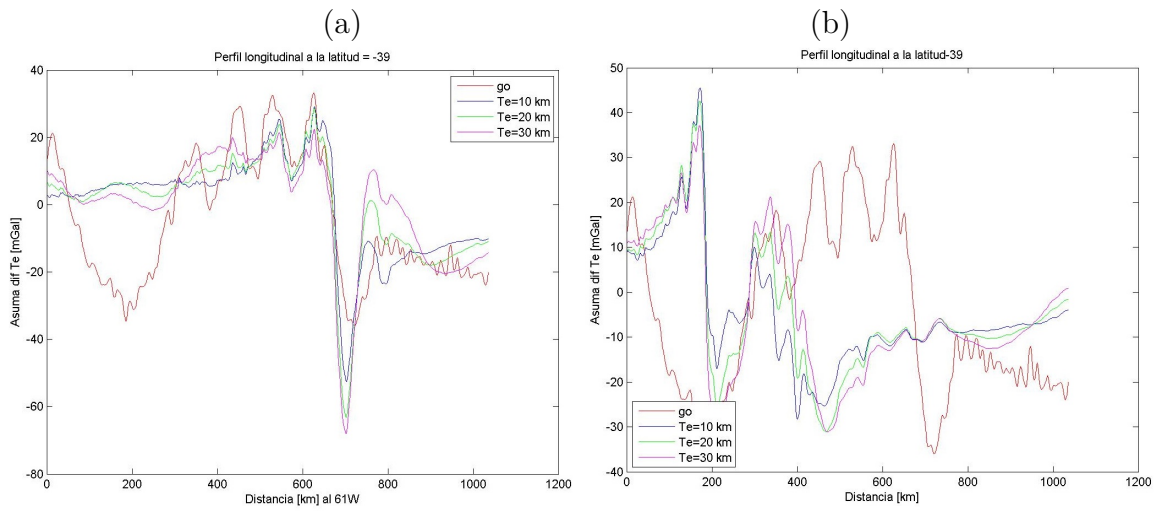 (a)
Perfil longitudinal a la latitud = -39
40
20
0
-20
-40
-60
-80
Asuma dif Te [mGal]
go
Te=10 km
Te=20 km
Te=30 km
0 200 400 600 800 1000 1200
Distancia [km] al 61W
(b)
Perfil longitudinal a la latitud-39
50
40
30
20
10
0
-10
-20
-30
-40
Asuma dif Te [mGal]
go
Te=10 km
Te=20 km
Te=30 km
0 200 400 600 800 1000 1200
Distancia [km]